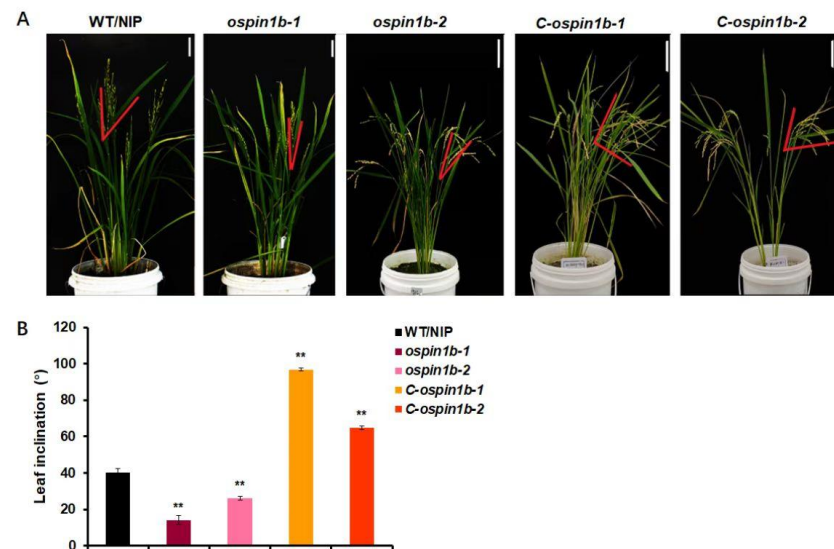 A
WT/NIP
ospin1b-1
ospin1b-2
C-ospin1b-1
C-ospin1b-2
B
Leaf inclination (°)
120
100
80
60
40
20
0
**
**
**
**
WT/NIP
ospin1b-1
ospin1b-2
C-ospin1b-1
C-ospin1b-2